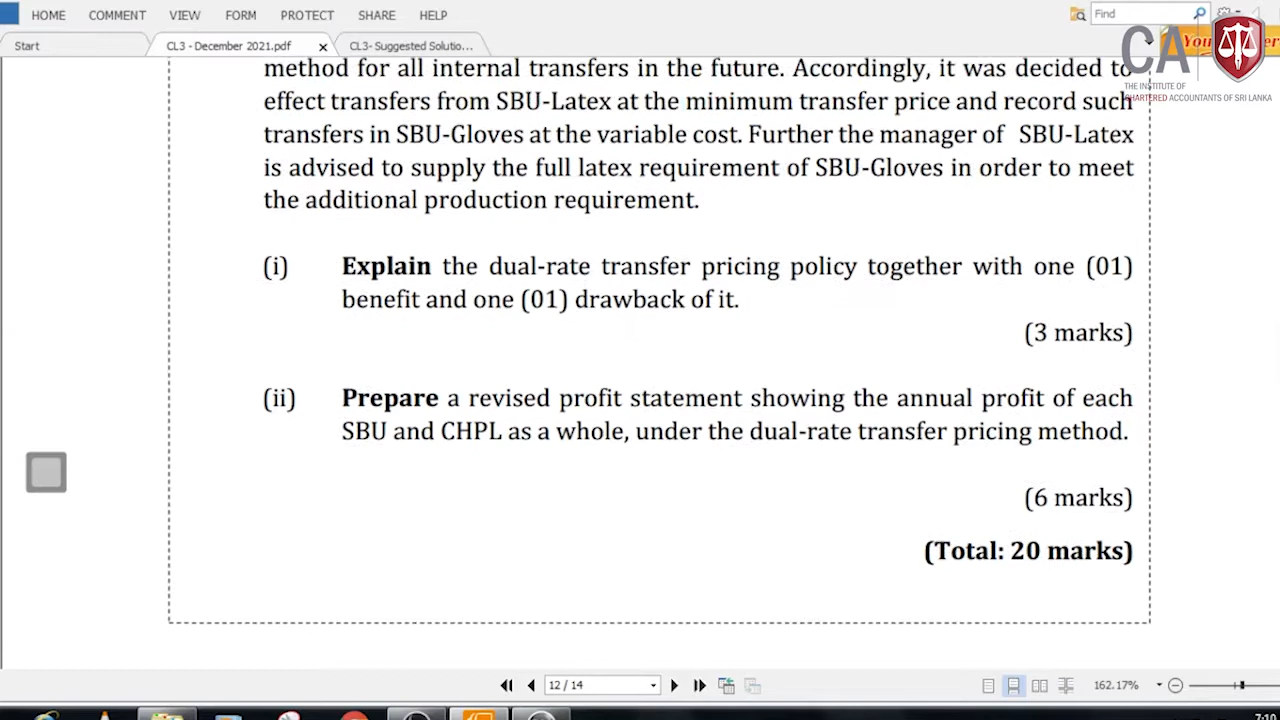 HOME COMMENT VIEW FORM PROTECT SHARE HELP
Find
Start
CL3 - December 2021.pdf
CL3- Suggested Solutio...
You
CA
THE INSTITUTE OF
CHARTERED ACCOUNTANTS OF SRI LANKA
method for all internal transfers in the future. Accordingly, it was decided to
effect transfers from SBU-Latex at the minimum transfer price and record such
transfers in SBU-Gloves at the variable cost. Further the manager of SBU-Latex
is advised to supply the full latex requirement of SBU-Gloves in order to meet
the additional production requirement.
(i) Explain the dual-rate transfer pricing policy together with one (01)
benefit and one (01) drawback of it.
(3 marks)
(ii) Prepare a revised profit statement showing the annual profit of each
SBU and CHPL as a whole, under the dual-rate transfer pricing method.
(6 marks)
(Total: 20 marks)
12 / 14
162.17%